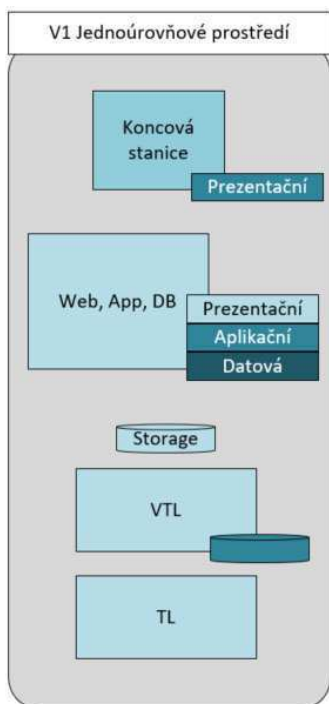 V1 Jednoúrovňové prostředí
Koncová
stanice
Prezentační
Web, App, DB
Prezentační
Aplikační
Datová
Storage
VTL
TL